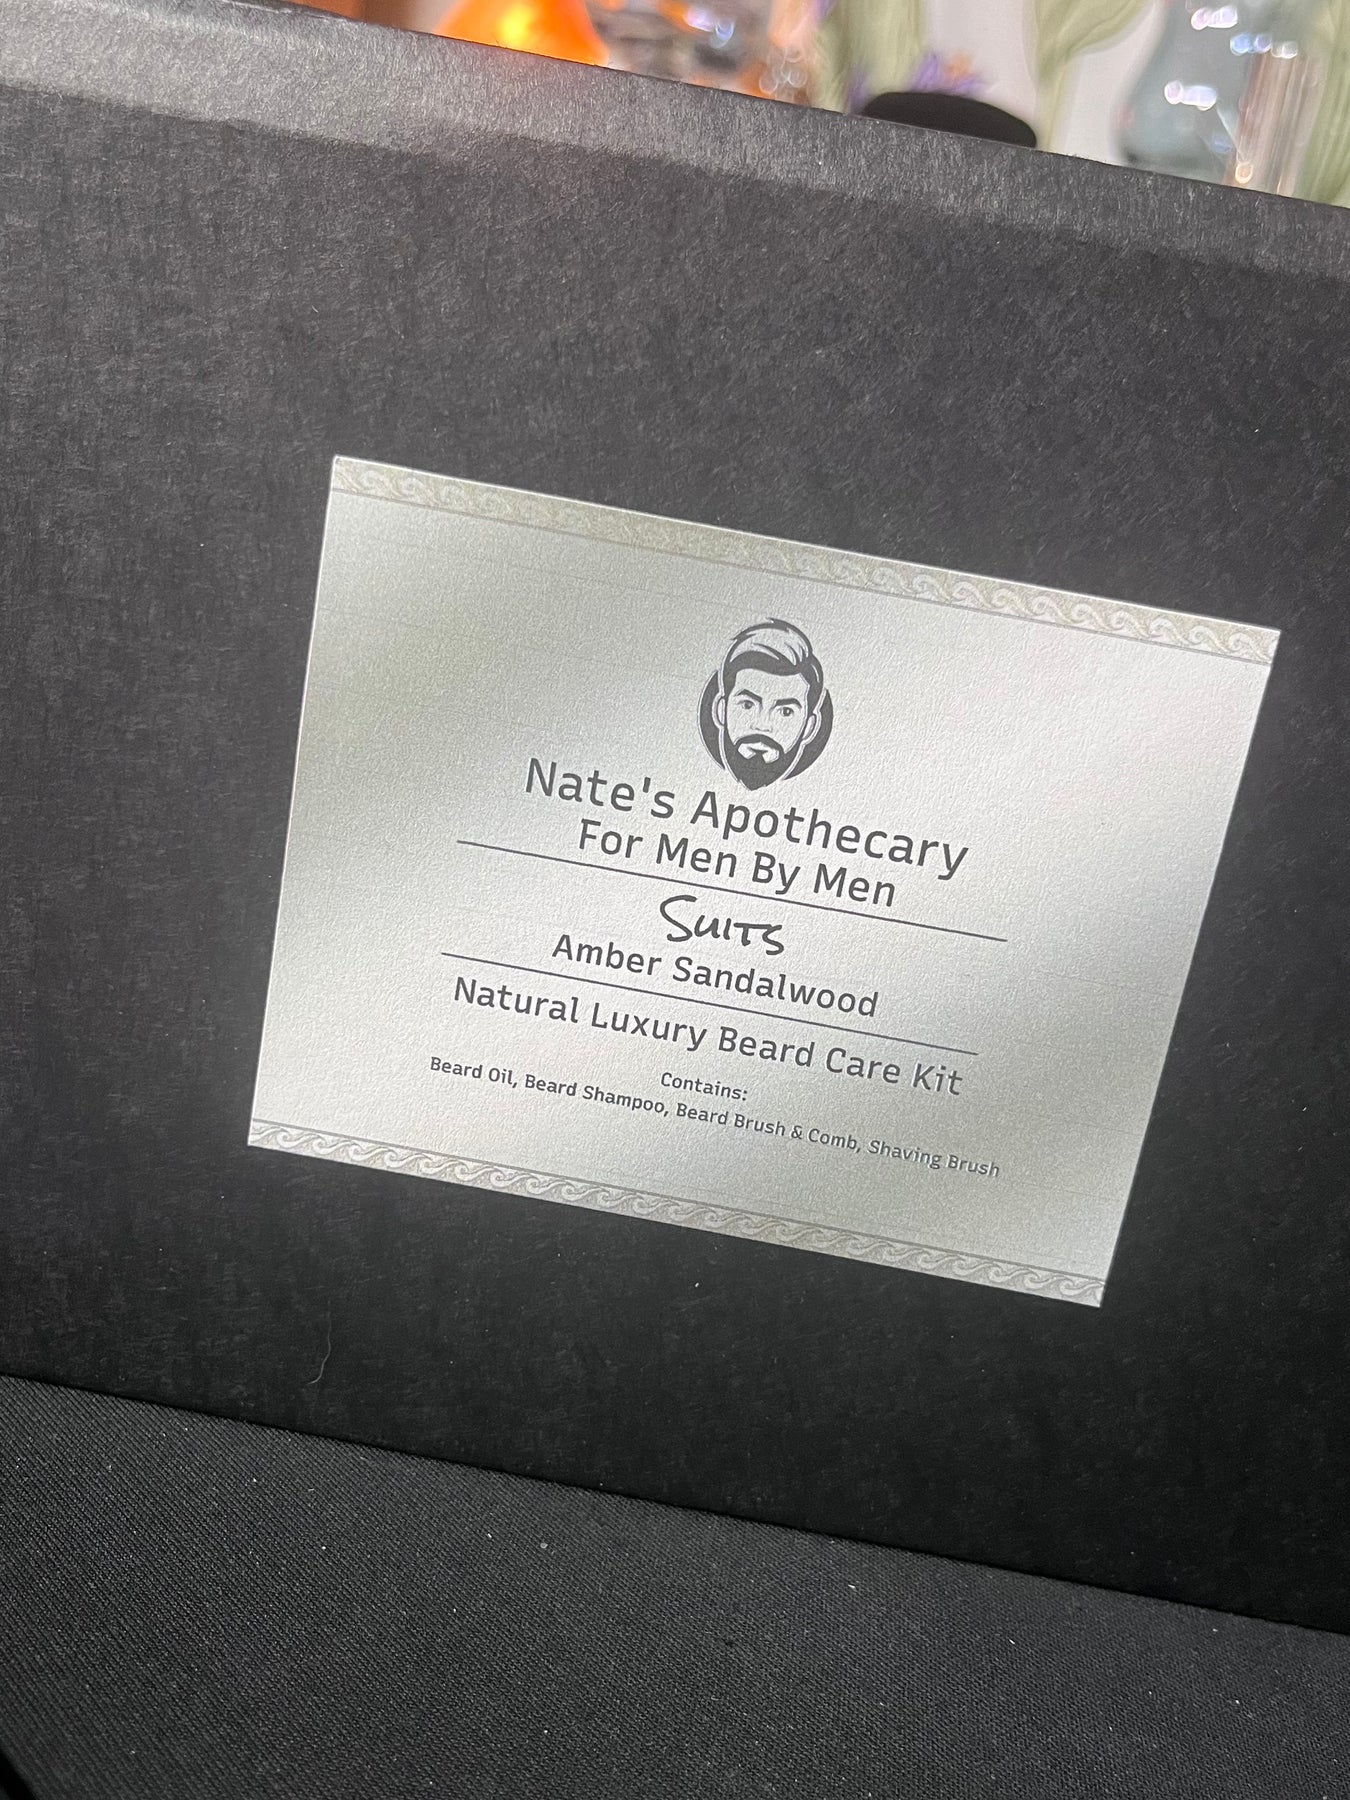 Nate's Apothecary
For Men By Men
Suits
Amber Sandalwood
Natural Luxury Beard Care Kit
Contains:
Beard Oil, Beard Shampoo, Beard Brush & Comb, Shaving Brush